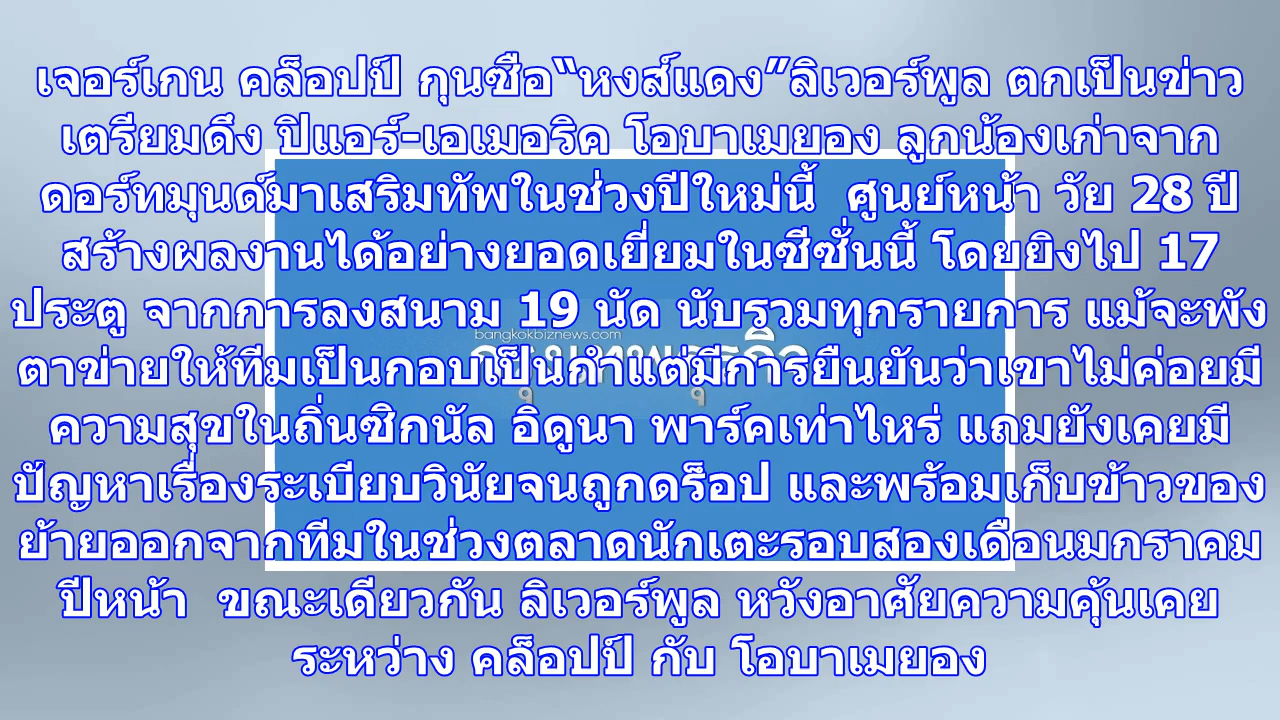 เจอร์เกน คล็อปป์ กุนซือ“หงส์แดง”ลิเวอร์พูล ตกเป็นข่าว
เตรียมดึง ปิแอร์-เอเมอริค โอบาเมยอง ลูกน้องเก่าจาก
ดอร์ทมุนด์มาเสริมทัพในช่วงปีใหม่นี้ ศูนย์หน้า วัย 28 ปี
สร้างผลงานได้อย่างยอดเยี่ยมในซีซั่นนี้ โดยยิงไป 17
ประตู จากการลงสนาม 19 นัด นับรวมทุกรายการ แม้จะพัง
bangkokbiznews.com
ตาข่ายให้ทีมเป็นกอบเป็นกำแต่มีการยืนยันว่าเขาไม่ค่อยมี
ความสุขในถิ่นซิกนัล อิดูนา พาร์คเท่าไหร่ แถมยังเคยมี
ปัญหาเรื่องระเบียบวินัยจนถูกดร็อป และพร้อมเก็บข้าวของ
ย้ายออกจากทีมในช่วงตลาดนักเตะรอบสองเดือนมกราคม
ปีหน้า ขณะเดียวกัน ลิเวอร์พูล หวังอาศัยความคุ้นเคย
ระหว่าง คล็อปป์ กับ โอบาเมยอง